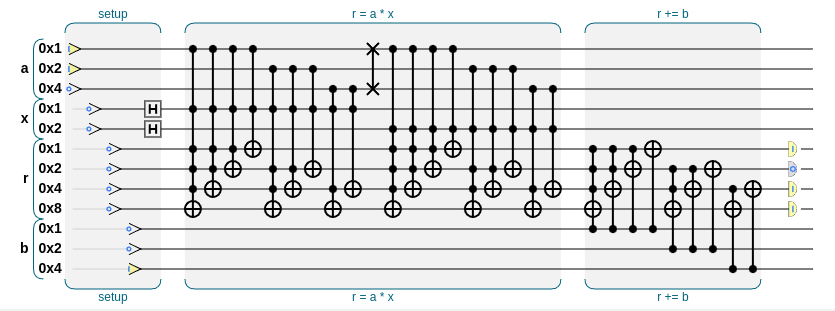 setup r = a * x r += b
0x1
a 0x2
0x4
x 0x1
H
0x2
H
0x1
r 0x2
0x4
0x8
0x1
b 0x2
0x4
setup r = a * x r += b